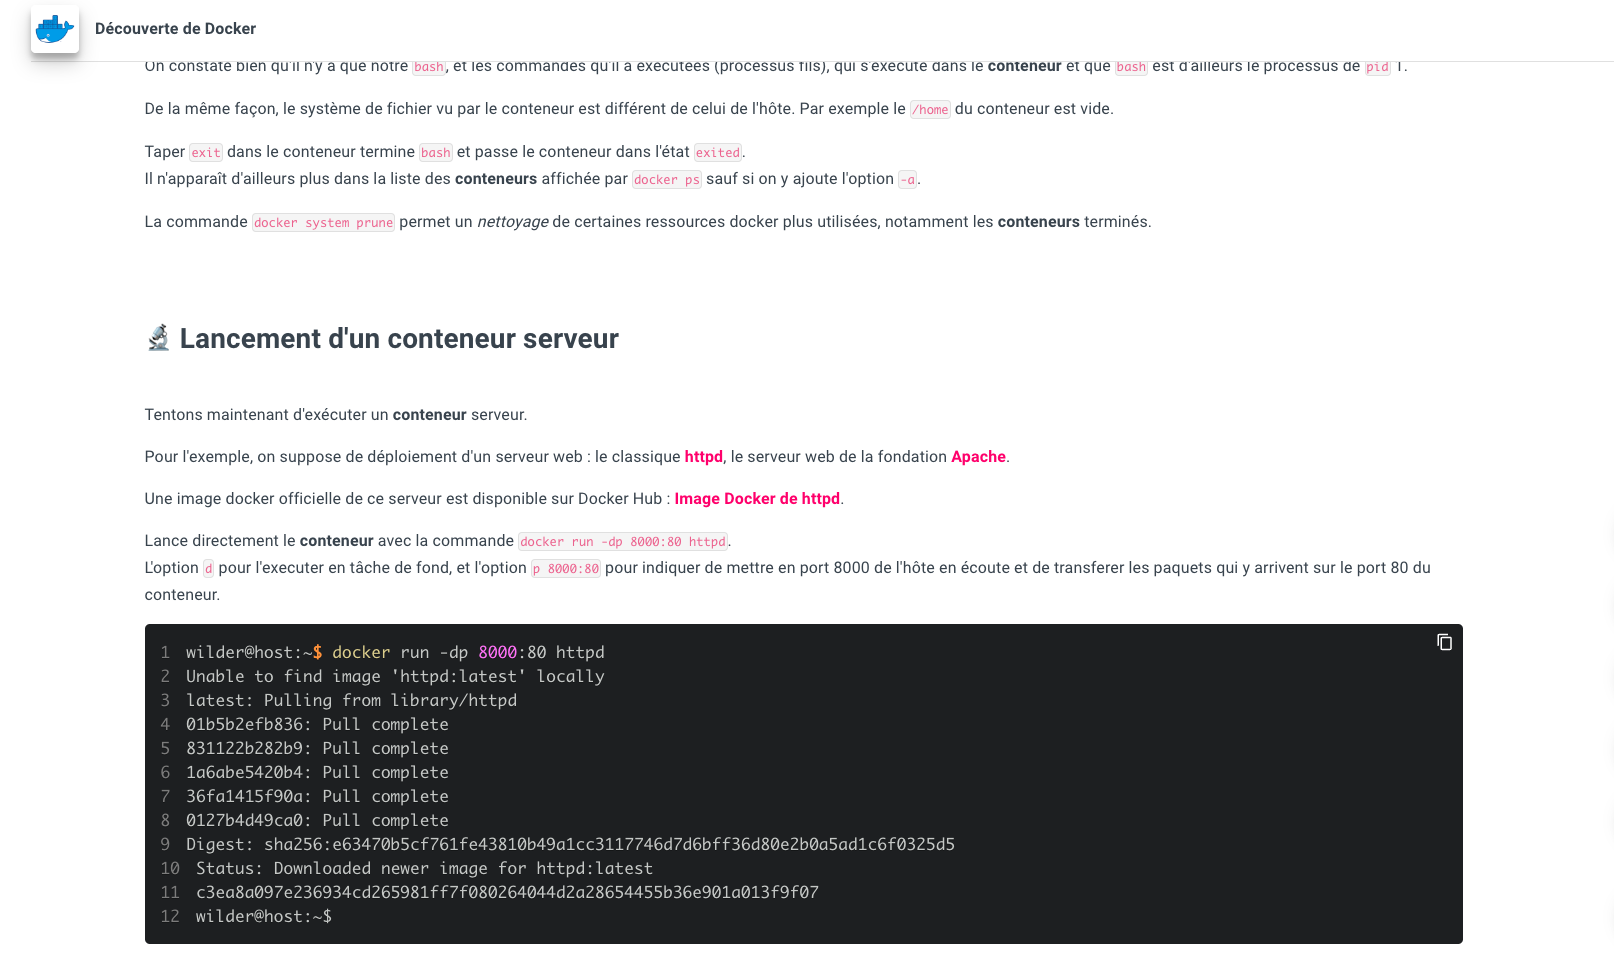 Découverte de Docker
On constate bien qu'il n'y a que notre bash, et les commandes qu'il a exécutées (processus fils), qui s'exécute dans le conteneur et que bash est d'ailleurs le processus de pid 1.
De la même façon, le système de fichier vu par le conteneur est différent de celui de l'hôte. Par exemple le /home du conteneur est vide.
Taper exit dans le conteneur termine bash et passe le conteneur dans l'état exited.
Il n'apparaît d'ailleurs plus dans la liste des conteneurs affichée par docker ps sauf si on y ajoute l'option -a.
La commande docker system prune permet un nettoyage de certaines ressources docker plus utilisées, notamment les conteneurs terminés.
Lancement d'un conteneur serveur
Tentons maintenant d'exécuter un conteneur serveur.
Pour l'exemple, on suppose de déploiement d'un serveur web : le classique httpd, le serveur web de la fondation Apache.
Une image docker officielle de ce serveur est disponible sur Docker Hub : Image Docker de httpd.
Lance directement le conteneur avec la commande docker run -dp 8000:80 httpd.
L'option d pour l'executer en tâche de fond, et l'option p 8000:80 pour indiquer de mettre en port 8000 de l'hôte en écoute et de transferer les paquets qui y arrivent sur le port 80 du
conteneur.
1 wilder@host:~$ docker run -dp 8000:80 httpd
2 Unable to find image 'httpd:latest' locally
3 latest: Pulling from library/httpd
4 01b5b2efb836: Pull complete
5 831122b282b9: Pull complete
6 1a6abe5420b4: Pull complete
7 36fa1415f90a: Pull complete
8 0127b4d49ca0: Pull complete
9 Digest: sha256:e63470b5cf761fe43810b49a1cc3117746d7d6bff36d80e2b0a5ad1c6f0325d5
10 Status: Downloaded newer image for httpd:latest
11 c3ea8a097e236934cd265981ff7f080264044d2a28654455b36e901a013f9f07
12 wilder@host:~$